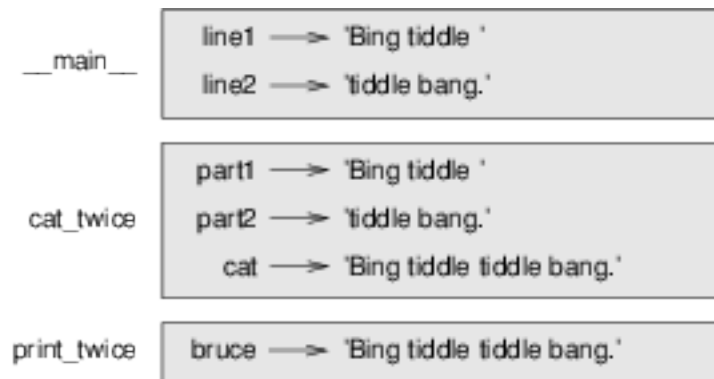 __main__
line1 'Bing tiddle '
line2 'tiddle bang.'
cat_twice
part1 'Bing tiddle '
part2 'tiddle bang.'
cat 'Bing tiddle tiddle bang.'
print_twice
bruce 'Bing tiddle tiddle bang.'